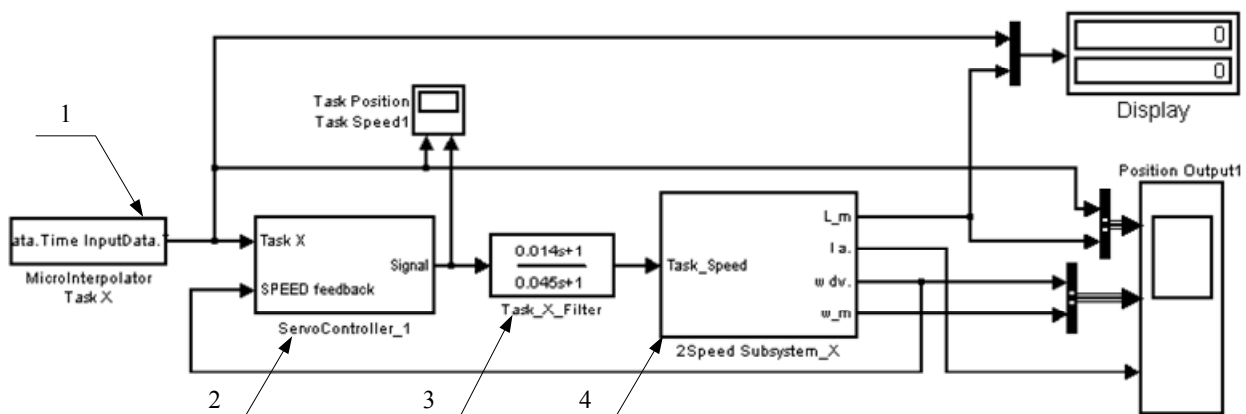 0
0
Display
Task Position
Task Speed1
1
Position Output1
ata.Time InputData.
MicroInterpolator
Task X
Task X
Signal
SPEED feedback
ServoController_1
0.014s+1
0.045s+1
Task_X_Filter
Task_Speed
L_m
I a.
w dv.
w_m
2Speed Subsystem_X
2
3
4